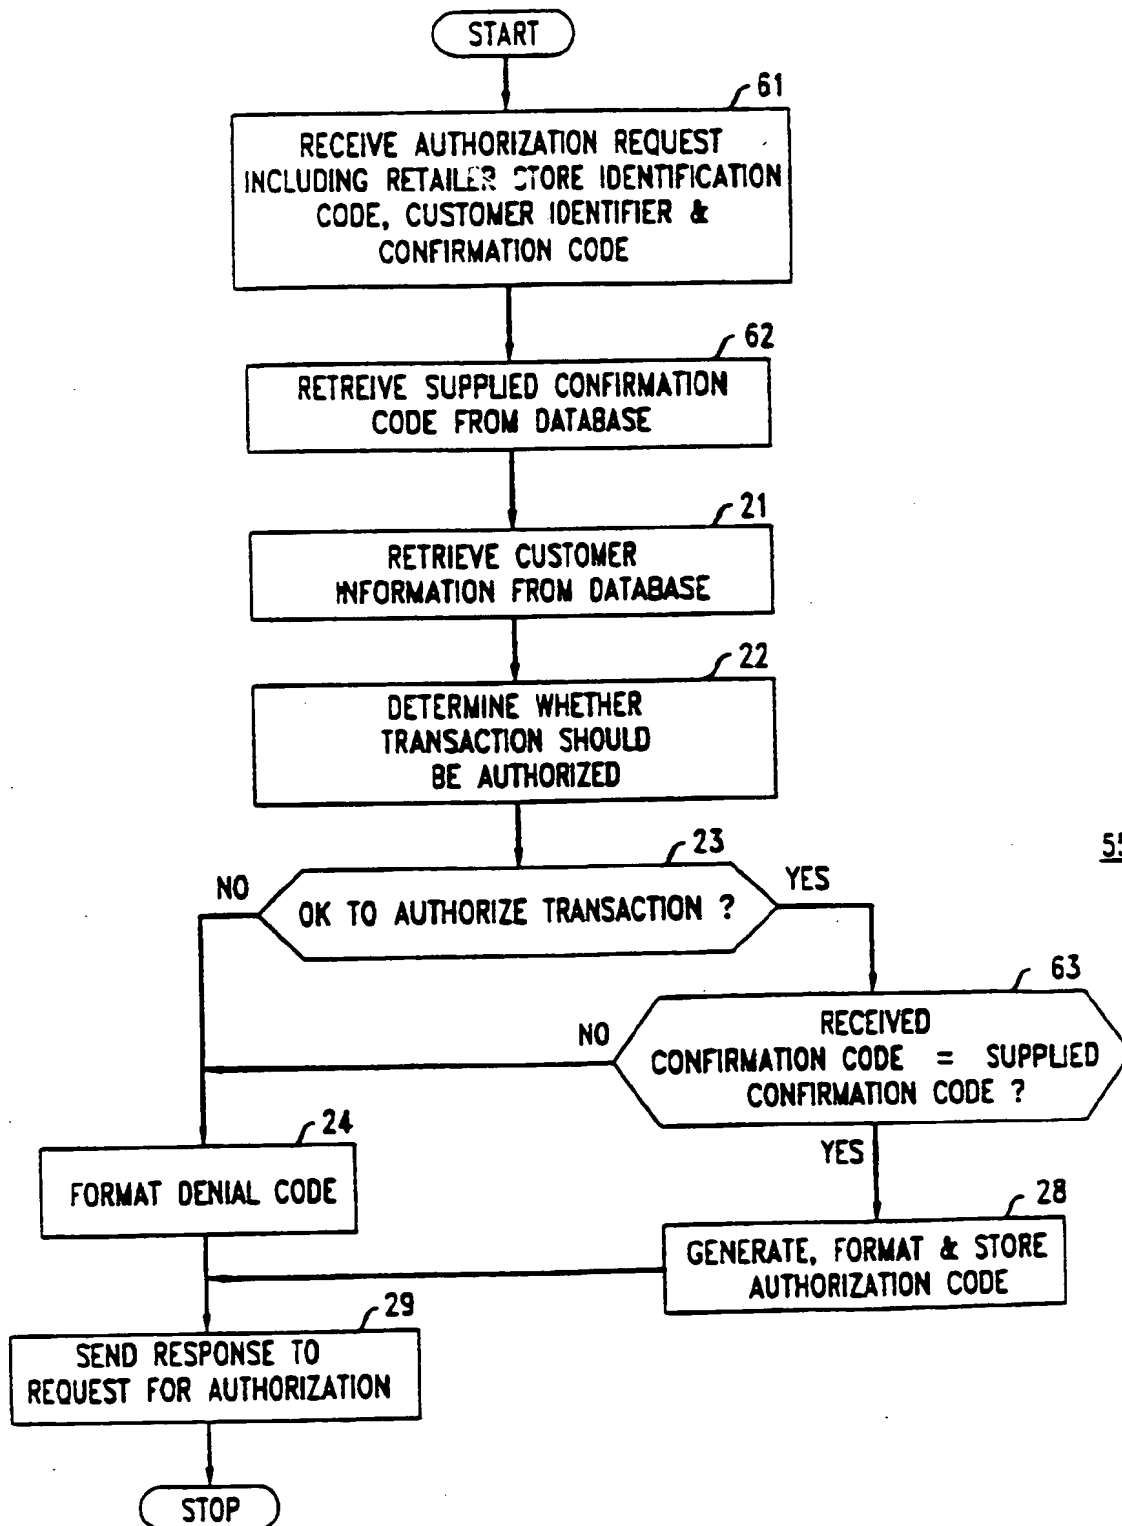 START
61
RECEIVE AUTHORIZATION REQUEST
INCLUDING RETAILER STORE IDENTIFICATION
CODE, CUSTOMER IDENTIFIER &
CONFIRMATION CODE
62
RETREIVE SUPPLIED CONFIRMATION
CODE FROM DATABASE
21
RETRIEVE CUSTOMER
INFORMATION FROM DATABASE
22
DETERMINE WHETHER
TRANSACTION SHOULD
BE AUTHORIZED
23
55
NO
YES
OK TO AUTHORIZE TRANSACTION ?
63
NO
RECEIVED
CONFIRMATION CODE = SUPPLIED
CONFIRMATION CODE ?
24
YES
FORMAT DENIAL CODE
28
GENERATE, FORMAT & STORE
AUTHORIZATION CODE
29
SEND RESPONSE TO
REQUEST FOR AUTHORIZATION
STOP